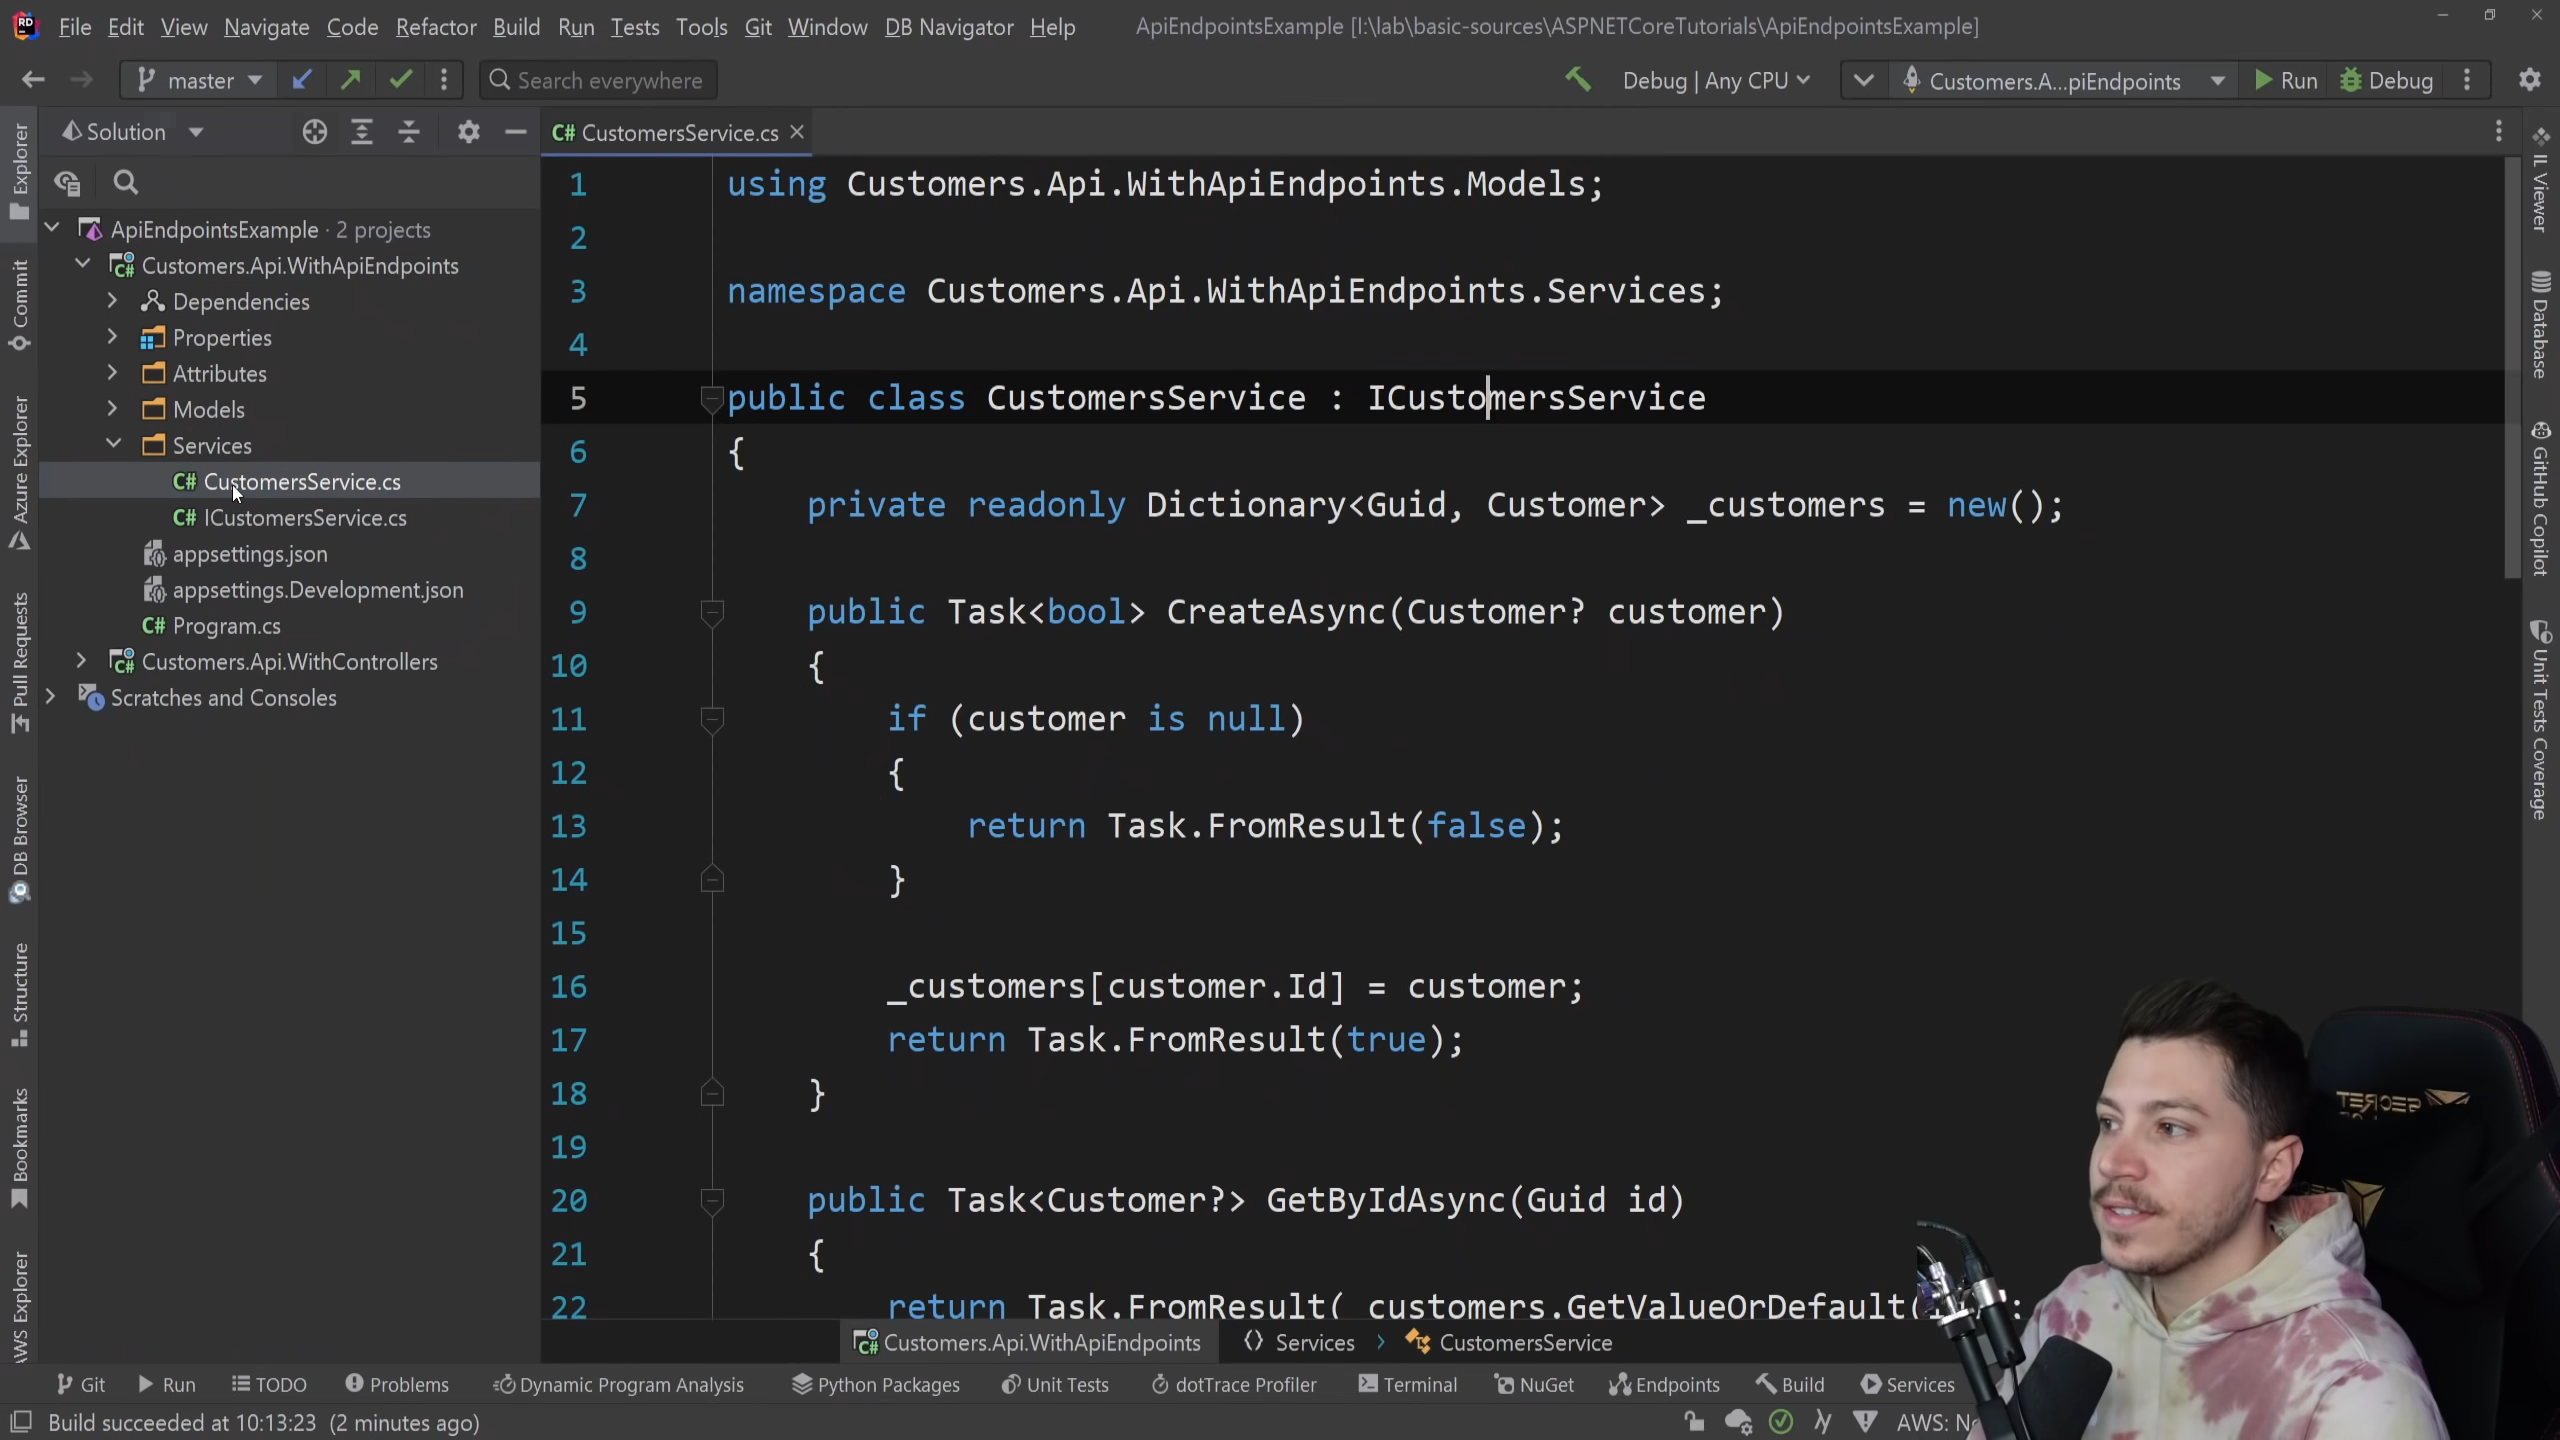 File Edit View Navigate Code Refactor Build Run Tests Tools Git Window DB Navigator Help ApiEndpointsExample [I:\lab\basic-sources\ASPNETCoreTutorials\ApiEndpointsExample]
master Search everywhere Debug | Any CPU Customers.A...piEndpoints Run Debug
Solution
CustomersService.cs
ApiEndpointsExample · 2 projects
Customers.Api.WithApiEndpoints
Dependencies
Properties
Attributes
Models
Services
CustomersService.cs
ICustomersService.cs
appsettings.json
appsettings.Development.json
Program.cs
Customers.Api.WithControllers
Scratches and Consoles
Explorer
Commit
Azure Explorer
Pull Requests
DB Browser
Structure
Bookmarks
AWS Explorer
1 using Customers.Api.WithApiEndpoints.Models;
2
3 namespace Customers.Api.WithApiEndpoints.Services;
4
5 public class CustomersService : ICustomersService
6 {
7 private readonly Dictionary<Guid, Customer> _customers = new();
8
9 public Task<bool> CreateAsync(Customer? customer)
10 {
11 if (customer is null)
12 {
13 return Task.FromResult(false);
14 }
15
16 _customers[customer.Id] = customer;
17 return Task.FromResult(true);
18 }
19
20 public Task<Customer?> GetByIdAsync(Guid id)
21 {
22 return Task.FromResult( customers.GetValueOrDefault(
IL Viewer
Database
GitHub Copilot
Unit Tests Coverage
Customers.Api.WithApiEndpoints Services CustomersService
Git Run TODO Problems Dynamic Program Analysis Python Packages Unit Tests dotTrace Profiler Terminal NuGet Endpoints Build Services
Build succeeded at 10:13:23 (2 minutes ago) AWS: